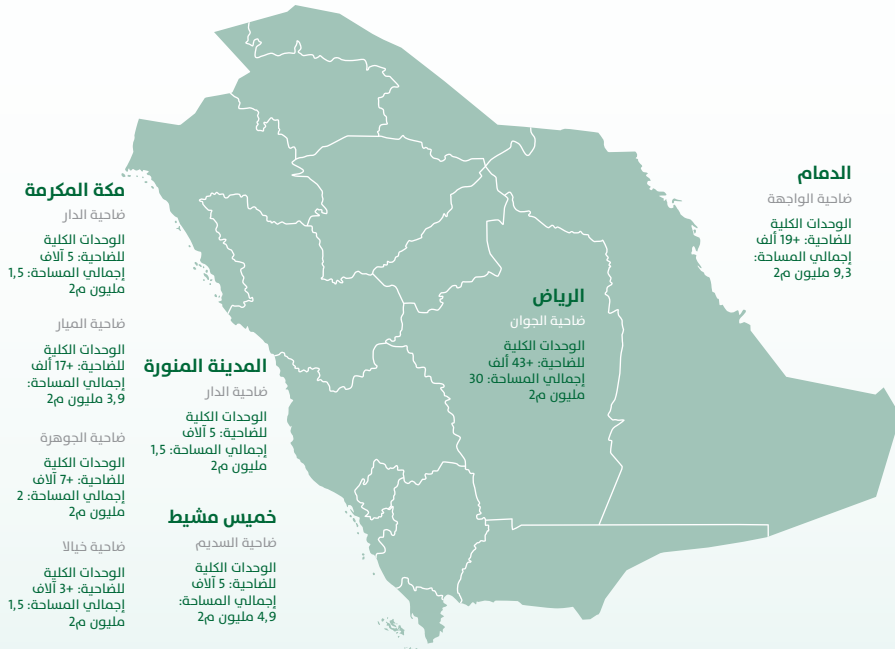 الدمام
ضاحية الواجهة
الوحدات الكلية
للضاحية: +19 ألف
إجمالي المساحة:
9,3 مليون م2
الرياض
ضاحية الجوان
الوحدات الكلية
للضاحية: +43 ألف
إجمالي المساحة: 30
مليون م2
المدينة المنورة
ضاحية الدار
الوحدات الكلية
للضاحية: 5 آلاف
إجمالي المساحة: 1,5
مليون م2
خميس مشيط
ضاحية السديم
الوحدات الكلية
للضاحية: 5 آلاف
إجمالي المساحة:
4,9 مليون م2
مكة المكرمة
ضاحية الدار
الوحدات الكلية
للضاحية: 5 آلاف
إجمالي المساحة: 1,5
مليون م2
ضاحية الميار
الوحدات الكلية
للضاحية: +17 ألف
إجمالي المساحة:
3,9 مليون م2
ضاحية الجوهرة
الوحدات الكلية
للضاحية: +7 آلاف
إجمالي المساحة: 2
مليون م2
ضاحية خيالا
الوحدات الكلية
للضاحية: +3 آلاف
إجمالي المساحة: 1,5
مليون م2